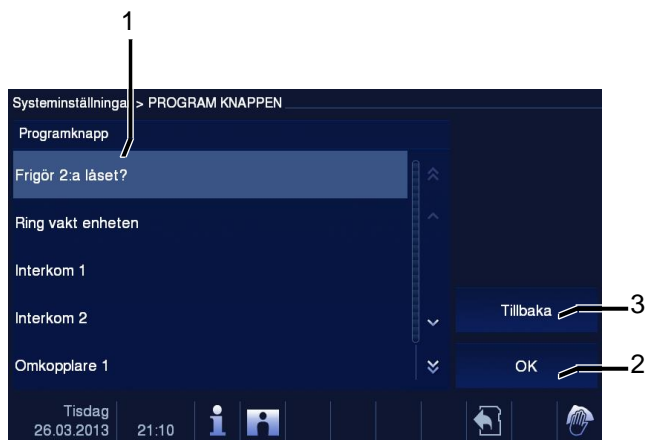 1
Systeminställninga > PROGRAM KNAPPEN
Programknapp
Frigör 2:a låset?
Ring vakt enheten
Interkom 1
Interkom 2
Omkopplare 1
Tillbaka
3
OK
2
Tisdag
26.03.2013
21:10